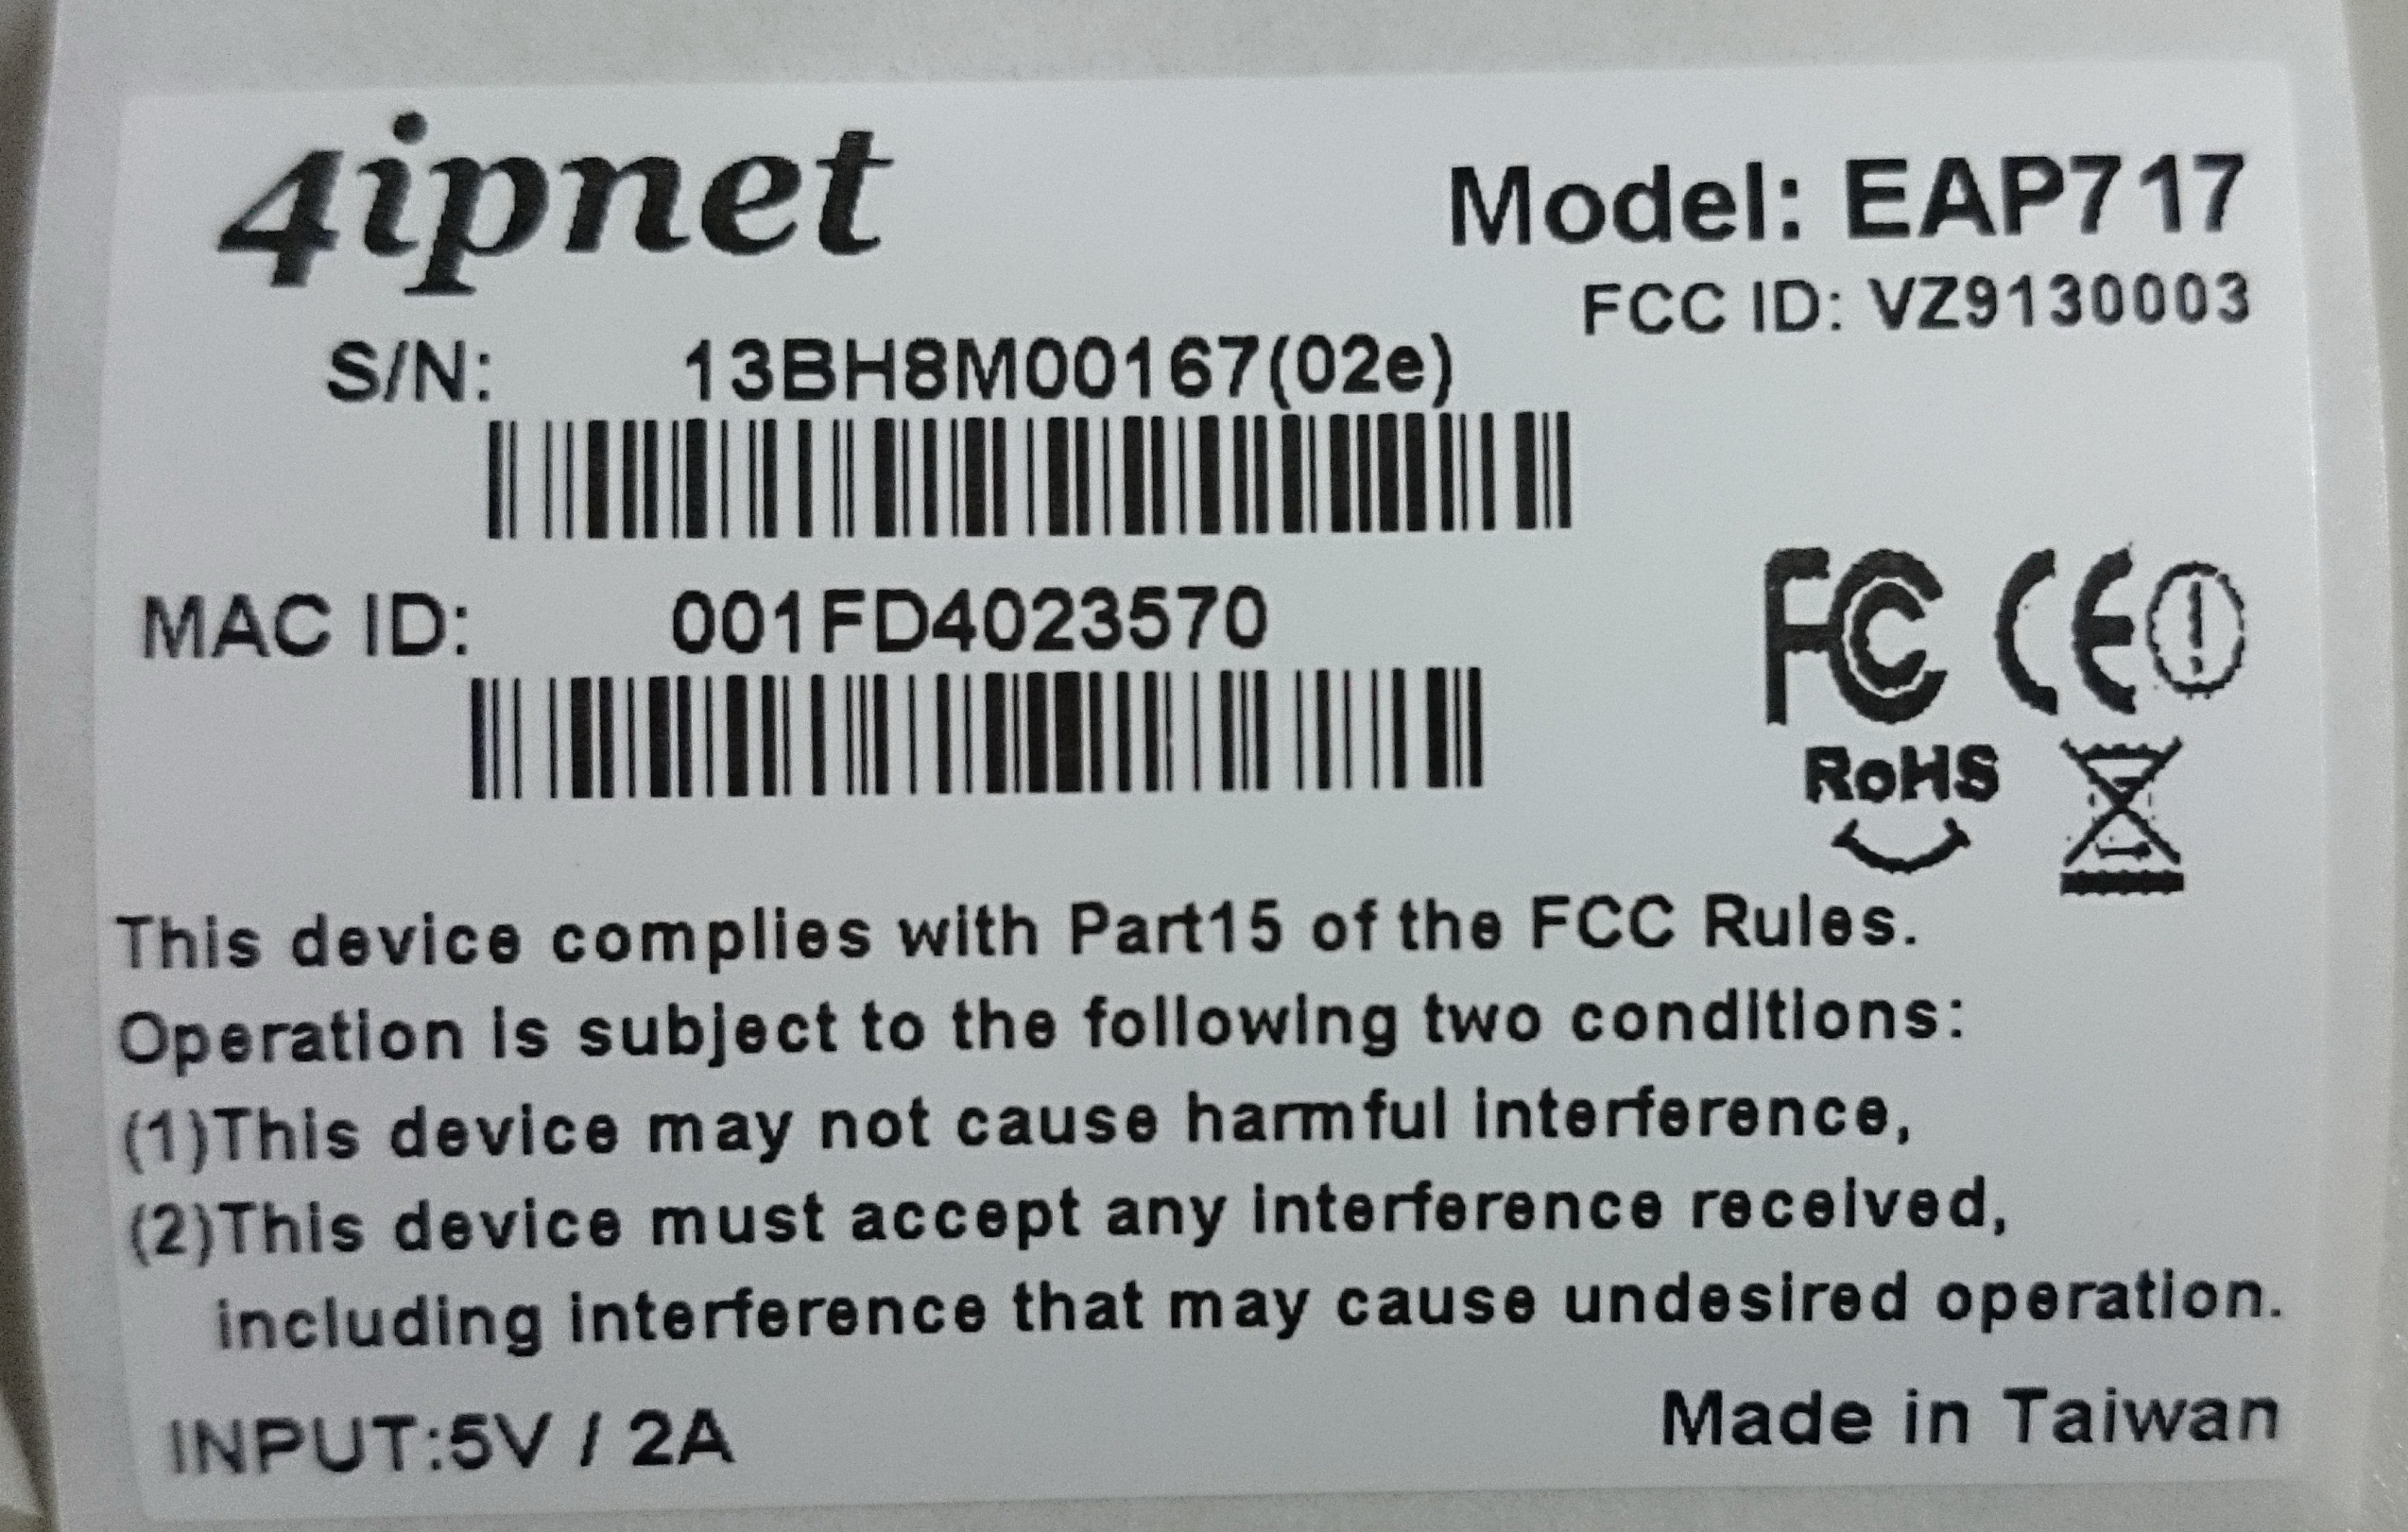 4ipnet
Model: EAP717
FCC ID: VZ9130003
S/N: 13BH8M00167(02e)
MAC ID: 001FD4023570
FC CE
RoHS
This device complies with Part15 of the FCC Rules.
Operation is subject to the following two conditions:
(1)This device may not cause harmful interference,
(2)This device must accept any interference received,
including interference that may cause undesired operation.
INPUT:5V / 2A
Made in Taiwan